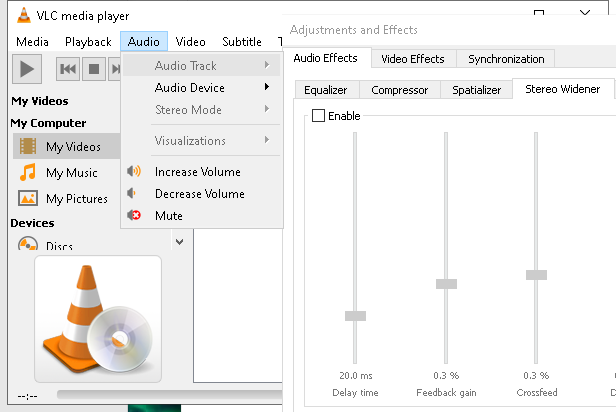 VLC media player
Media Playback Audio Video Subtitle T
Audio Track
Audio Device
Stereo Mode
Visualizations
Increase Volume
Decrease Volume
Mute
My Videos
My Computer
My Videos
My Music
My Pictures
Devices
Discs
--:--
Adjustments and Effects
Audio Effects Video Effects Synchronization
Equalizer Compressor Spatializer Stereo Widener
Enable
20.0 ms 0.3 % 0.3 %
Delay time Feedback gain Crossfeed D